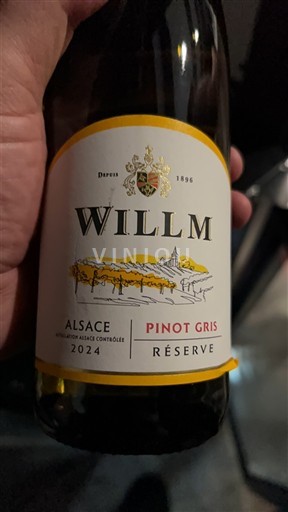 Depuis 1896
WILLM
VINIOU
ALSACE
APPELLATION ALSACE CONTRÔLÉE
2024
PINOT GRIS
RÉSERVE